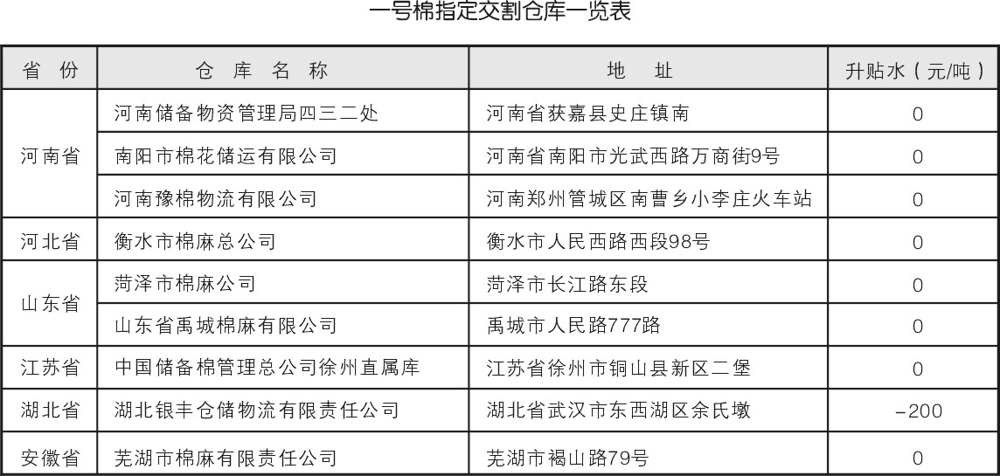 一号棉指定交割仓库一览表
省 份 仓 库 名 称 地 址 升贴水（元/吨）
河南省 河南储备物资管理局四三二处 河南省获嘉县史庄镇南 0
南阳市棉花储运有限公司 河南省南阳市光武西路万商街9号 0
河南豫棉物流有限公司 河南郑州管城区南曹乡小李庄火车站 0
河北省 衡水市棉麻总公司 衡水市人民西路西段98号 0
山东省 菏泽市棉麻公司 菏泽市长江路东段 0
山东省禹城棉麻有限公司 禹城市人民路777路 0
江苏省 中国储备棉管理总公司徐州直属库 江苏省徐州市铜山县新区二堡 0
湖北省 湖北银丰仓储物流有限责任公司 湖北省武汉市东西湖区余氏墩 -200
安徽省 芜湖市棉麻有限责任公司 芜湖市褐山路79号 0